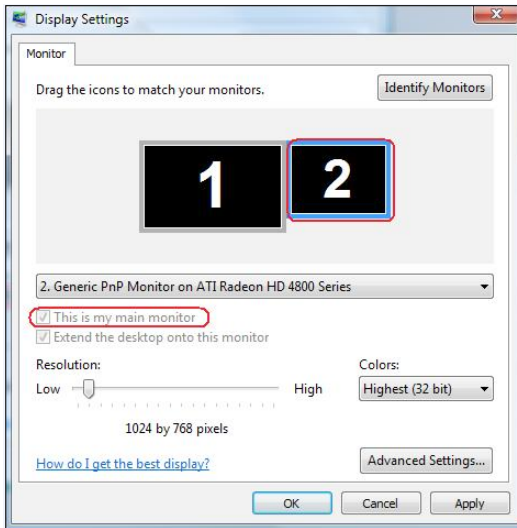 Display Settings
Monitor
Drag the icons to match your monitors.
Identify Monitors
1
2
2. Generic PnP Monitor on ATI Radeon HD 4800 Series
This is my main monitor
Extend the desktop onto this monitor
Resolution:
Colors:
Low
High
Highest (32 bit)
1024 by 768 pixels
How do I get the best display?
Advanced Settings...
OK
Cancel
Apply